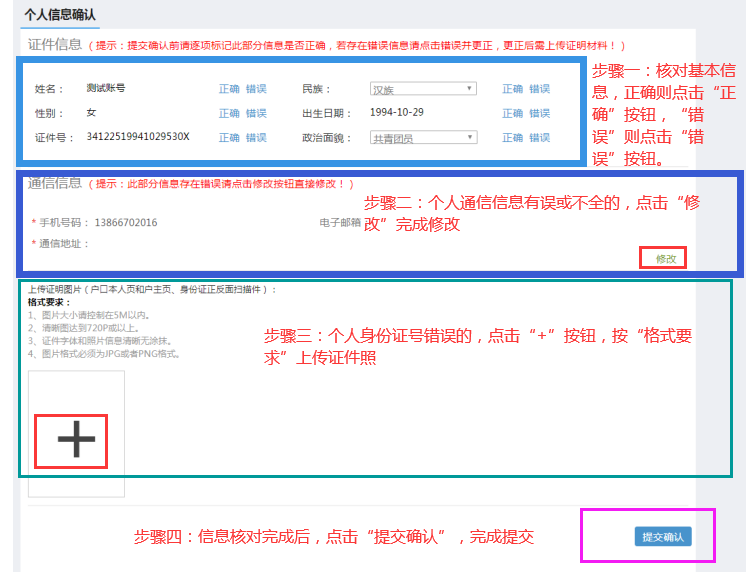 个人信息确认
证件信息（提示：提交确认前请逐项标记此部分信息是否正确，若存在错误信息请点击错误并更正，更正后需上传证明材料！）
姓名： 测试账号 正确 错误 民族： 汉族 正确 错误
性别： 女 正确 错误 出生日期： 1994-10-29 正确 错误
证件号： 34122519941029530X 正确 错误 政治面貌： 共青团员 正确 错误
步骤一：核对基本信
息，正确则点击“正
确”按钮，“错
误”则点击“错
误”按钮。
通信信息（提示：此部分信息存在错误请点击修改按钮直接修改！）
* 手机号码： 13866702016 电子邮箱
* 通信地址：
步骤二：个人通信信息有误或不全的，点击“修
改”完成修改
修改
上传证明图片（户口本人页和户主页、身份证正反面扫描件）：
格式要求：
1、图片大小请控制在5M以内。
2、清晰图达到720P或以上。
3、证件字体和照片信息清晰无涂抹。
4、图片格式必须为JPG或者PNG格式。
步骤三：个人身份证号错误的，点击“+”按钮，按“格式要
求”上传证件照
步骤四：信息核对完成后，点击“提交确认”，完成提交
提交确认